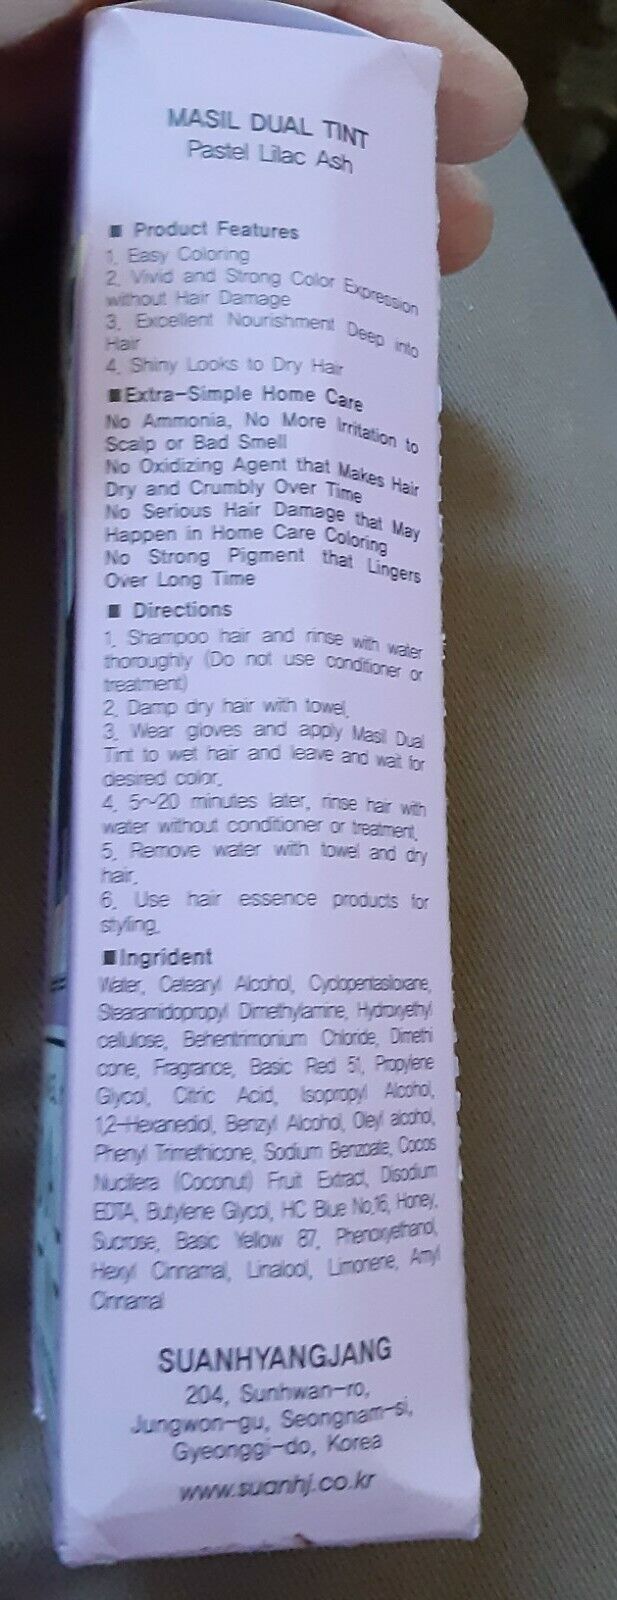 MASIL DUAL TINT
Pastel Lilac Ash
■ Product Features
1. Easy Coloring
2. Vivid and Strong Color Expression
without Hair Damage
3. Excellent Nourishment Deep into
Hair
4. Shiny Looks to Dry Hair
■Extra-Simple Home Care
No Ammonia, No More Irritation to
Scalp or Bad Smell
No Oxidizing Agent that Makes Hair
Dry and Crumbly Over Time
No Serious Hair Damage that May
Happen in Home Care Coloring
No Strong Pigment that Lingers
Over Long Time
■ Directions
1. Shampoo hair and rinse with water
thoroughly (Do not use conditioner or
treatment)
2. Damp dry hair with towel.
3. Wear gloves and apply Masil Dual
Tint to wet hair and leave and wait for
desired color.
4. 5~20 minutes later, rinse hair with
water without conditioner or treatment.
5. Remove water with towel and dry
hair.
6. Use hair essence products for
styling.
■Ingrident
Water, Cetearyl Alcohol, Cyclopentasiloxane,
Stearamidopropyl Dimethylamine, Hydroxyethyl
cellulose, Behentrimonium Chloride, Dimethi
cone, Fragrance, Basic Red 51, Propylene
Glycol, Citric Acid, Isopropyl Alcohol,
1,2-Hexanediol, Benzyl Alcohol, Oleyl alcohol,
Phenyl Trimethicone, Sodium Benzoate, Cocos
Nucifera (Coconut) Fruit Extract, Disodium
EDTA, Butylene Glycol, HC Blue No.16, Honey,
Sucrose, Basic Yellow 87, Phenoxyethanol,
Hexyl Cinnamal, Linalool, Limonene, Amyl
Cinnamal
SUANHYANGJANG
204, Sunhwan-ro,
Jungwon-gu, Seongnam-si,
Gyeonggi-do, Korea
www.suanhj.co.kr